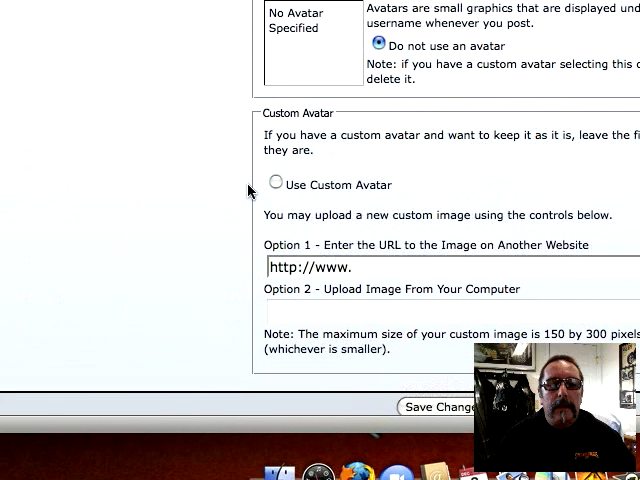 No Avatar
Specified
Avatars are small graphics that are displayed
username whenever you post.
Do not use an avatar
Note: if you have a custom avatar selecting this
delete it.
Custom Avatar
If you have a custom avatar and want to keep it as it is, leave the
they are.
Use Custom Avatar
You may upload a new custom image using the controls below.
Option 1 - Enter the URL to the Image on Another Website
http://www.
Option 2 - Upload Image From Your Computer
Note: The maximum size of your custom image is 150 by 300 pixels
(whichever is smaller).
Save Change